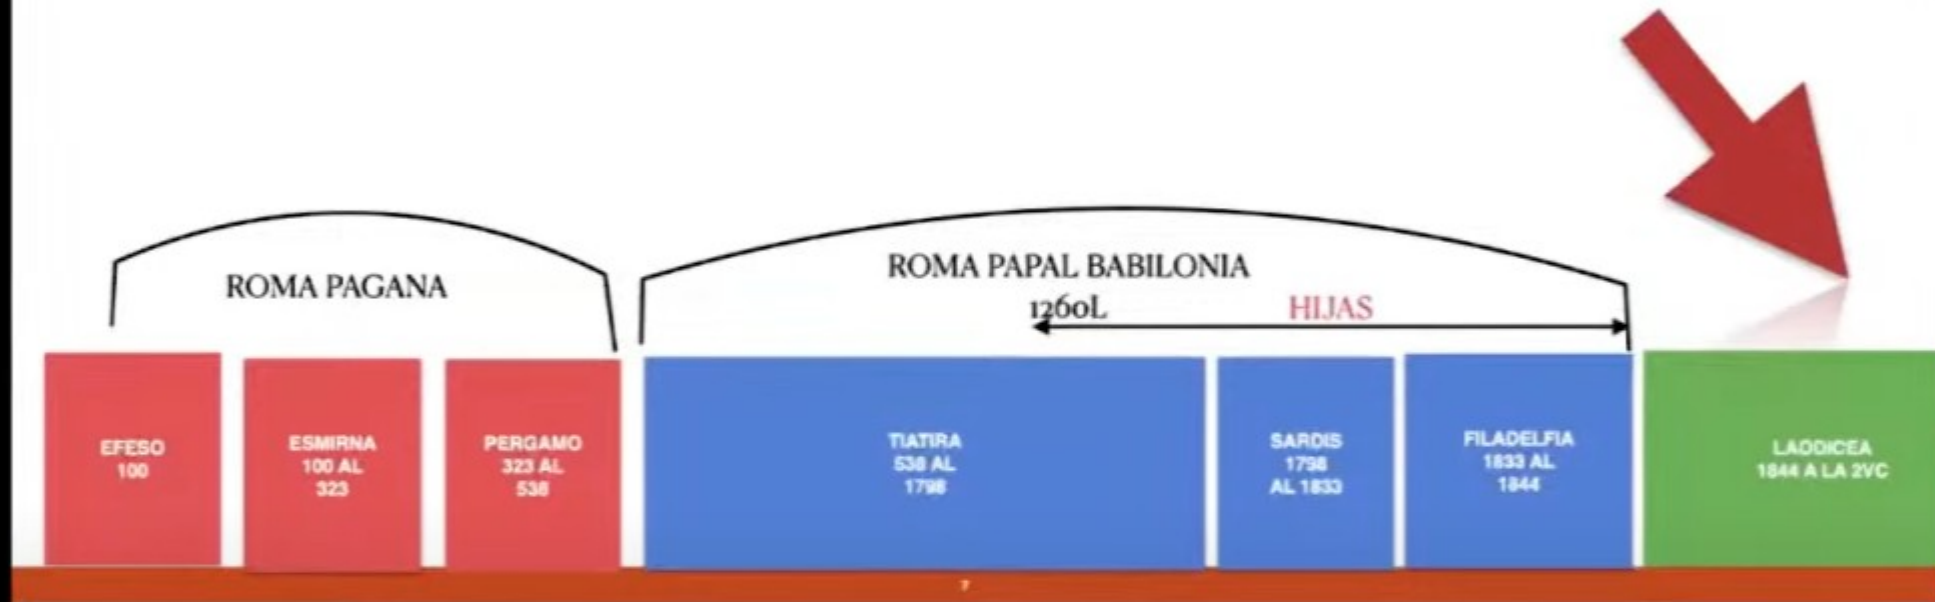 ROMA PAGANA
ROMA PAPAL BABILONIA
1260L
HIJAS
EFESO
100
ESMIRNA
100 AL
323
PERGAMO
323 AL
538
TIATIRA
538 AL
1798
SARDIS
1798
AL 1833
FILADELFIA
1833 AL
1844
LAODICEA
1844 A LA 2VC
7